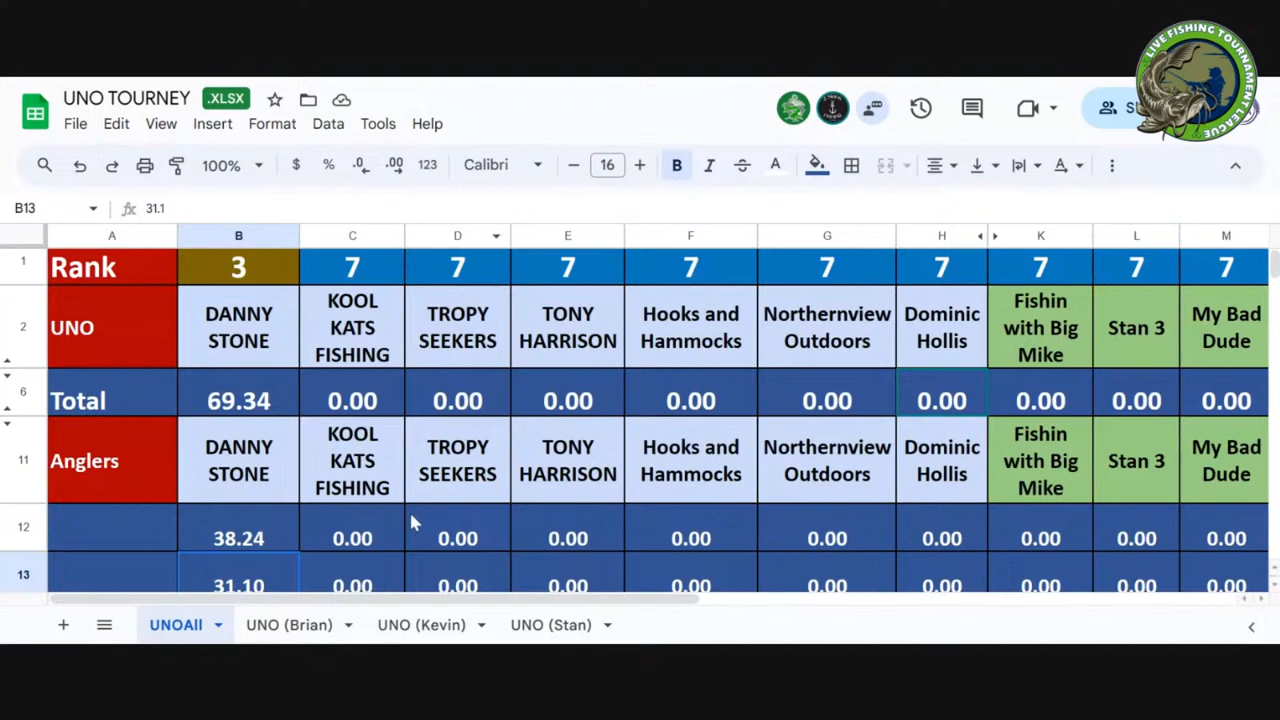 LIVE FISHING TOURNAMENT LEAGUE
UNO TOURNEY .XLSX
File Edit View Insert Format Data Tools Help
100% $ % .0 .00 123 Calibri 16 B I A
B13 fx 31.1
A B C D E F G H K L M
1 Rank 3 7 7 7 7 7 7 7 7 7
2 UNO DANNY STONE KOOL KATS FISHING TROPY SEEKERS TONY HARRISON Hooks and Hammocks Northernview Outdoors Dominic Hollis Fishin with Big Mike Stan 3 My Bad Dude
6 Total 69.34 0.00 0.00 0.00 0.00 0.00 0.00 0.00 0.00 0.00
11 Anglers DANNY STONE KOOL KATS FISHING TROPY SEEKERS TONY HARRISON Hooks and Hammocks Northernview Outdoors Dominic Hollis Fishin with Big Mike Stan 3 My Bad Dude
12 38.24 0.00 0.00 0.00 0.00 0.00 0.00 0.00 0.00 0.00
13 31.10 0.00 0.00 0.00 0.00 0.00 0.00 0.00 0.00 0.00
UNOAll UNO (Brian) UNO (Kevin) UNO (Stan)